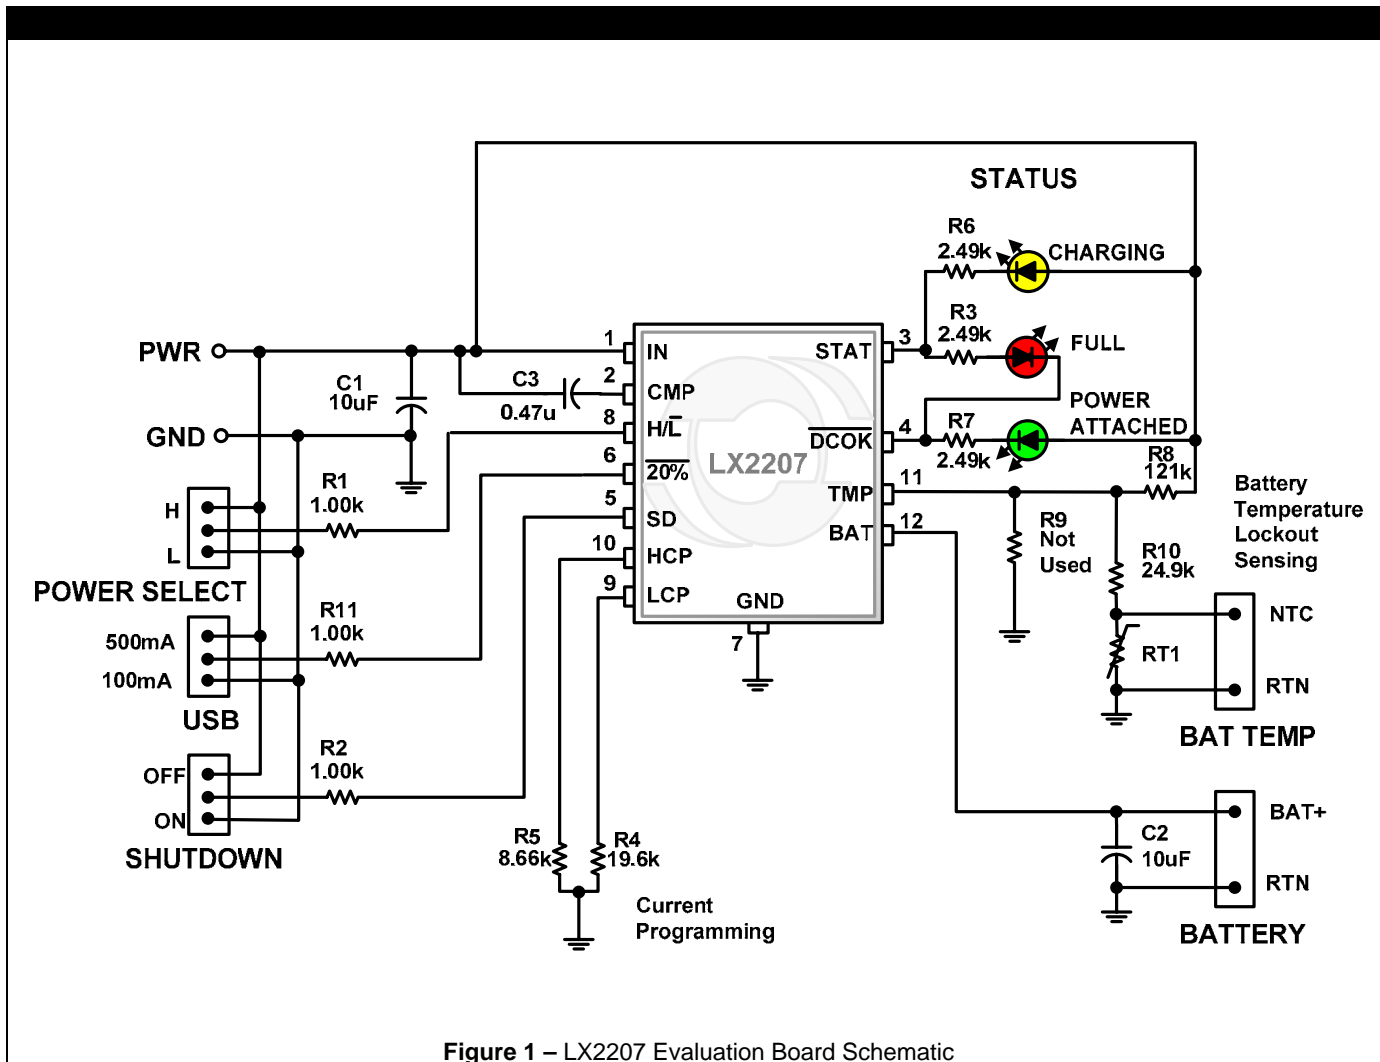 STATUS
R6
2.49k
CHARGING
R3
2.49k
FULL
POWER
ATTACHED
R7
2.49k
R8
121k
PWR
GND
C1
10uF
C3
0.47u
1
2
8
6
5
10
9
7
3
4
11
12
IN
CMP
H/L̅
2̅0̅%̅
SD
HCP
LCP
GND
STAT
D̅C̅O̅K̅
TMP
BAT
LX2207
H
L
POWER SELECT
R1
1.00k
500mA
100mA
USB
R11
1.00k
OFF
ON
SHUTDOWN
R2
1.00k
R5
8.66k
R4
19.6k
Current
Programming
R9
Not
Used
R10
24.9k
RT1
Battery
Temperature
Lockout
Sensing
NTC
RTN
BAT TEMP
C2
10uF
BAT+
RTN
BATTERY
Figure 1 – LX2207 Evaluation Board Schematic